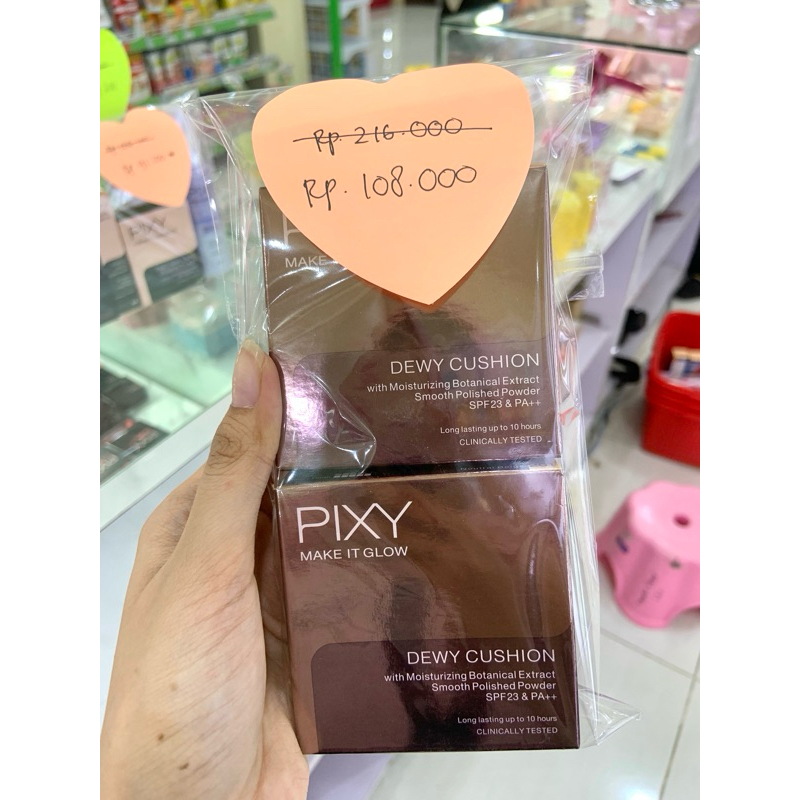 Rp. 216.000
Rp. 108.000
MAKE
DEWY CUSHION
with Moisturizing Botanical Extract
Smooth Polished Powder
SPF23 & PA++
Long lasting up to 10 hours
CLINICALLY TESTED
PIXY
MAKE IT GLOW
DEWY CUSHION
with Moisturizing Botanical Extract
Smooth Polished Powder
SPF23 & PA++
Long lasting up to 10 hours
CLINICALLY TESTED
PIXY